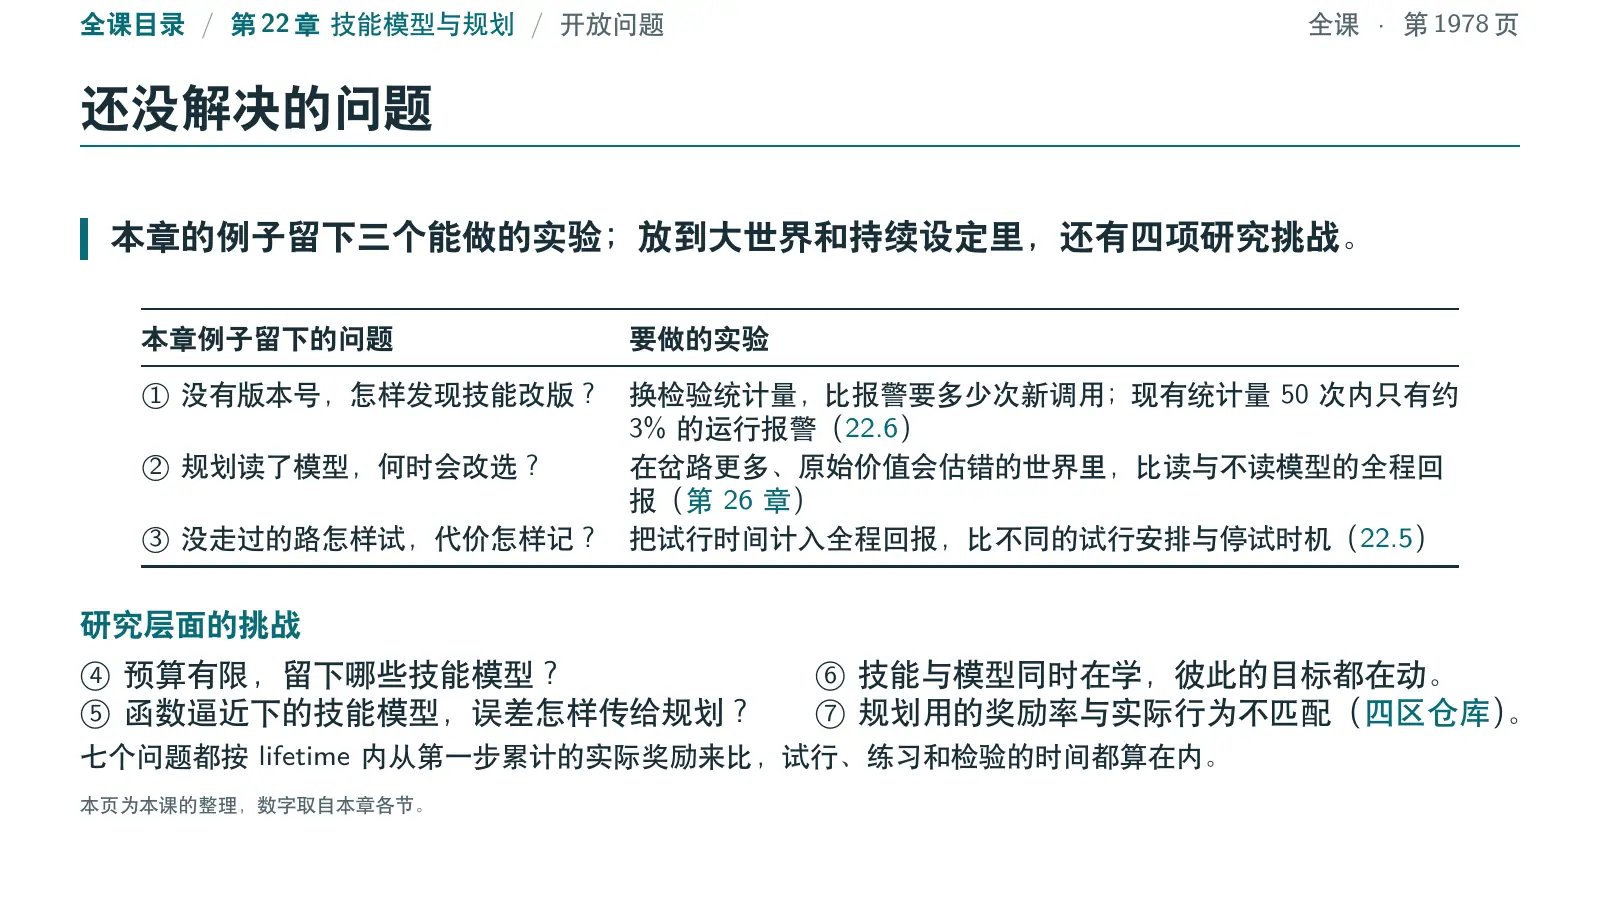 全课目录 / 第 22 章 技能模型与规划 / 开放问题
全课 · 第 1978 页
还没解决的问题
本章的例子留下三个能做的实验；放到大世界和持续设定里，还有四项研究挑战。
本章例子留下的问题 要做的实验
① 没有版本号，怎样发现技能改版？ 换检验统计量，比报警要多少次新调用；现有统计量 50 次内只有约
3% 的运行报警（22.6）
② 规划读了模型，何时会改选？ 在岔路更多、原始价值会估错的世界里，比读与不读模型的全程回
报（第 26 章）
③ 没走过的路怎样试，代价怎样记？ 把试行时间计入全程回报，比不同的试行安排与停试时机（22.5）
研究层面的挑战
④ 预算有限，留下哪些技能模型？
⑤ 函数逼近下的技能模型，误差怎样传给规划？
⑥ 技能与模型同时在学，彼此的目标都在动。
⑦ 规划用的奖励率与实际行为不匹配（四区仓库）。
七个问题都按 lifetime 内从第一步累计的实际奖励来比，试行、练习和检验的时间都算在内。
本页为本课的整理，数字取自本章各节。